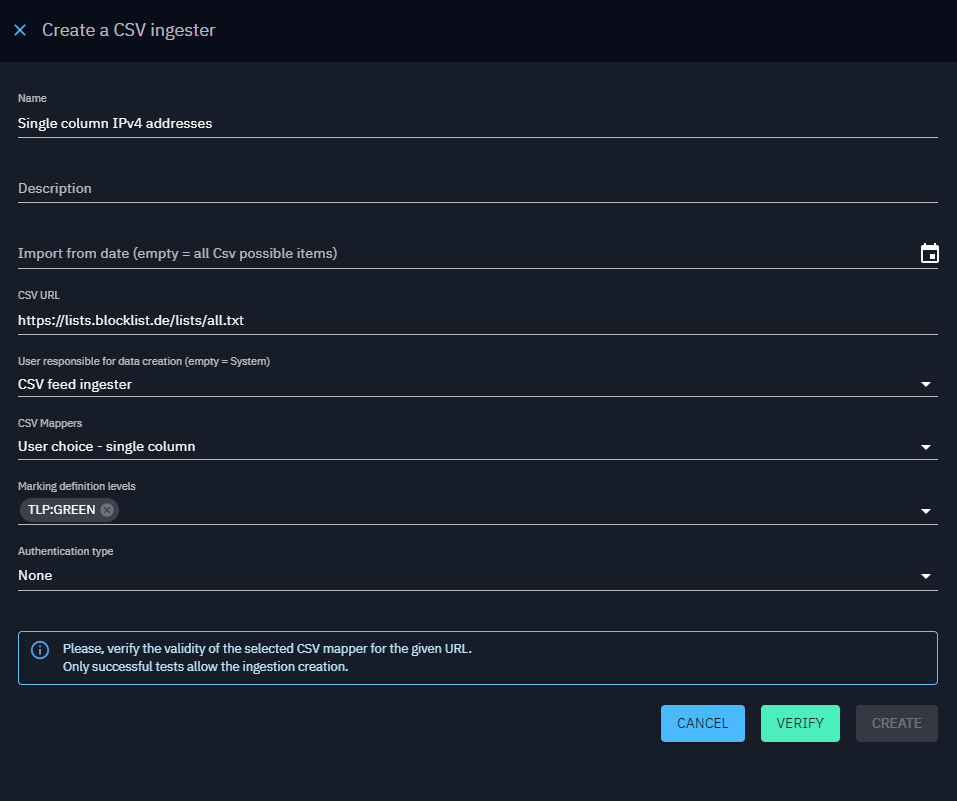 Create a CSV ingester
Name
Single column IPv4 addresses
Description
Import from date (empty = all Csv possible items)
CSV URL
https://lists.blocklist.de/lists/all.txt
User responsible for data creation (empty = System)
CSV feed ingester
CSV Mappers
User choice - single column
Marking definition levels
TLP:GREEN
Authentication type
None
Please, verify the validity of the selected CSV mapper for the given URL.
Only successful tests allow the ingestion creation.
CANCEL VERIFY CREATE